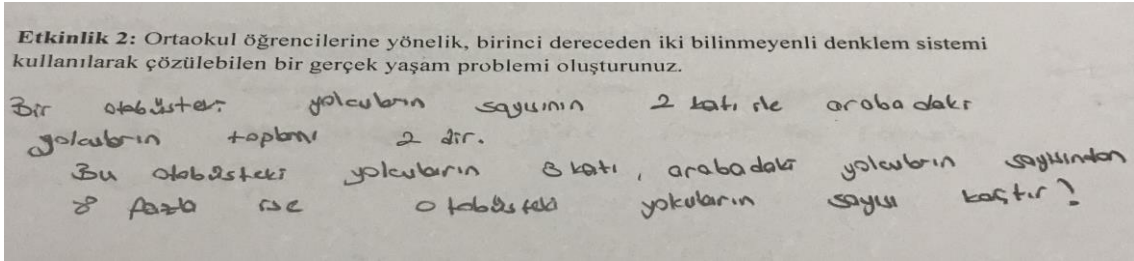 Etkinlik 2: Ortaokul öğrencilerine yönelik, birinci dereceden iki bilinmeyenli denklem sistemi
kullanılarak çözülebilen bir gerçek yaşam problemi oluşturunuz.
Bir otobüsteki yolcuların sayısının 2 katı ile arabadaki
yolcuların toplamı 2 dir.
Bu otobüsteki yolcuların 8 katı, arabadaki yolcuların sayısından
8 fazla ise otobüsteki yolcuların sayısı kaçtır?